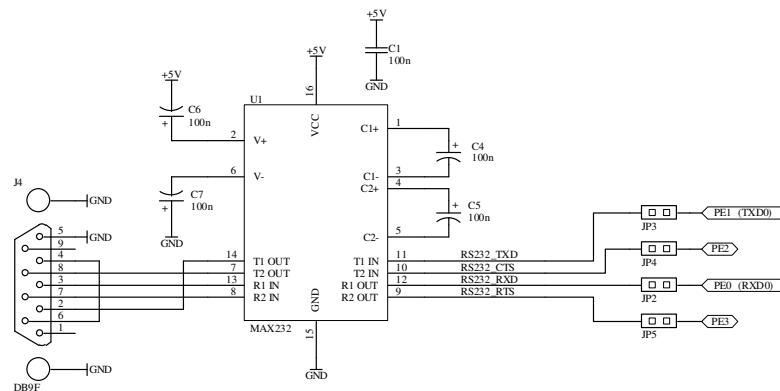 +5V
C1
100n
GND
+5V
+5V
16
U1
VCC
C6
100n
+
2
V+
C1+
1
+
C4
100n
6
V-
C1-
3
C2+
4
C7
100n
+
GND
+
C5
100n
C2-
5
J4
GND
5
GND
9
4
8
3
7
2
6
1
14
T1 OUT
T1 IN
11
RS232_TXD
7
T2 OUT
T2 IN
10
RS232_CTS
13
R1 IN
R1 OUT
12
RS232_RXD
8
R2 IN
R2 OUT
9
RS232_RTS
GND
MAX232
15
GND
JP3
PE1 (TXD0)
JP4
PE2
JP2
PE0 (RXD0)
JP5
PE3
GND
DB9F